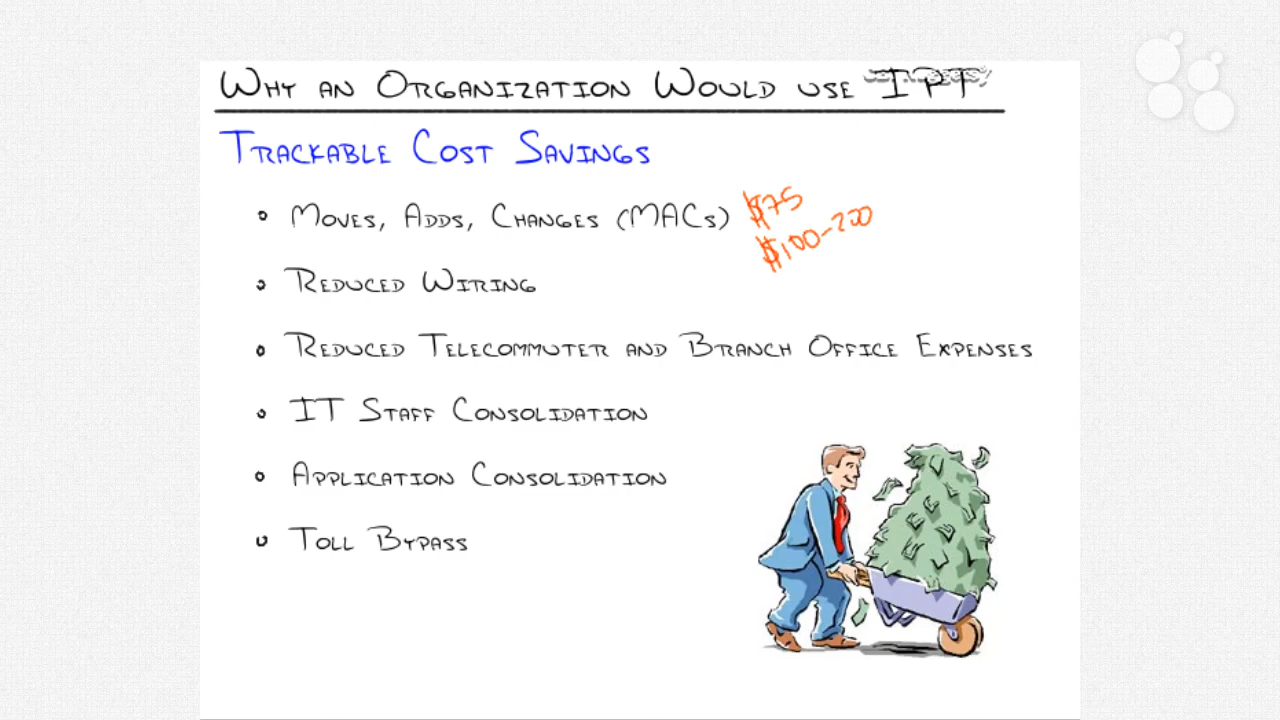 Why an Organization Would use IPT
Trackable Cost Savings
Moves, Adds, Changes (MACs) $75
$100-200
Reduced Wiring
Reduced Telecommuter and Branch Office Expenses
IT Staff Consolidation
Application Consolidation
Toll Bypass